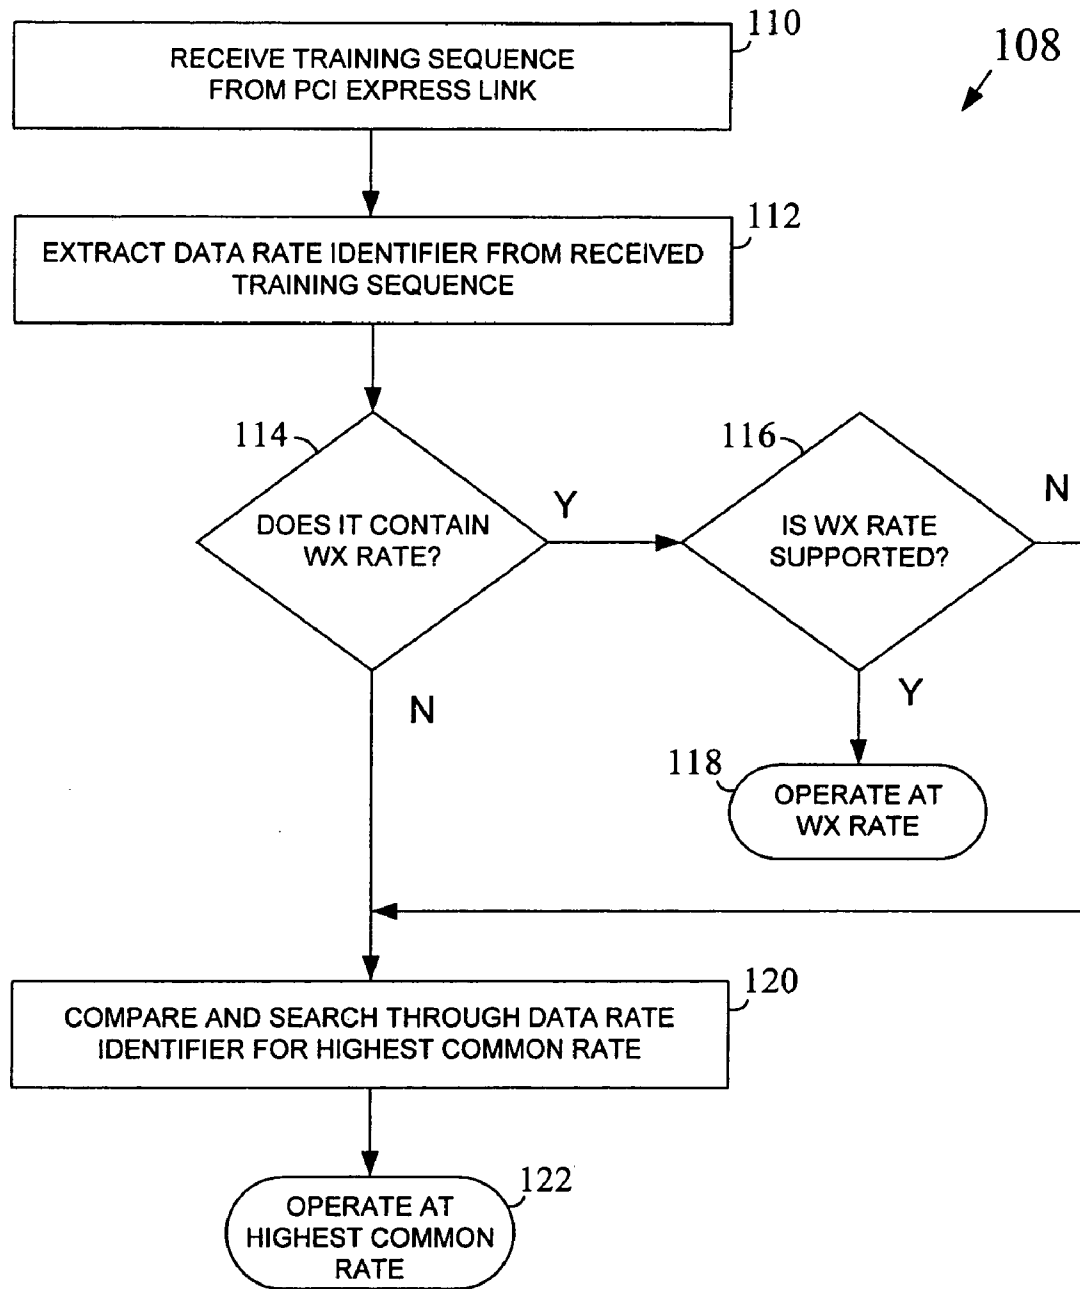 110
108
RECEIVE TRAINING SEQUENCE
FROM PCI EXPRESS LINK
112
EXTRACT DATA RATE IDENTIFIER FROM RECEIVED
TRAINING SEQUENCE
114
116
Y
N
DOES IT CONTAIN
WX RATE?
IS WX RATE
SUPPORTED?
N
Y
118
OPERATE AT
WX RATE
120
COMPARE AND SEARCH THROUGH DATA RATE
IDENTIFIER FOR HIGHEST COMMON RATE
122
OPERATE AT
HIGHEST COMMON
RATE